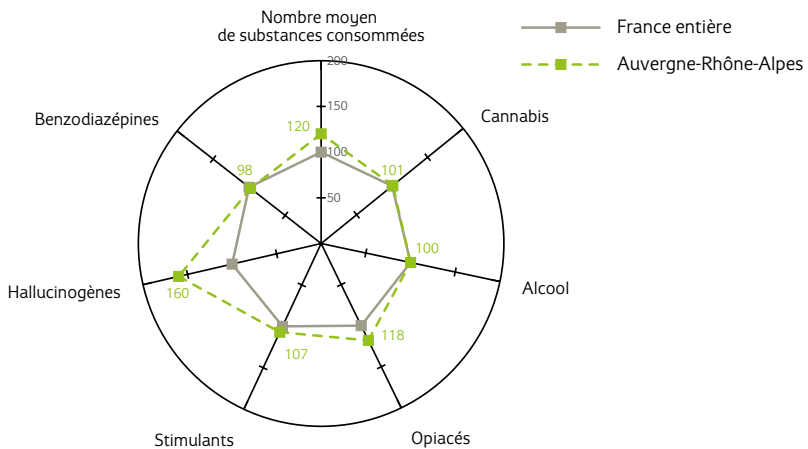 Nombre moyen
de substances consommées
France entière
Auvergne-Rhône-Alpes
200
150
100
50
120
Cannabis
101
Alcool
100
Opiacés
118
Stimulants
107
Hallucinogènes
160
Benzodiazépines
98